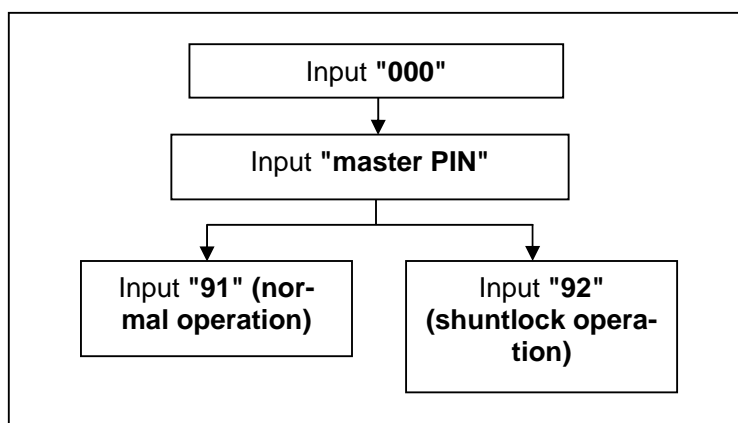 Input "000"
Input "master PIN"
Input "91" (nor-
mal operation)
Input "92"
(shuntlock opera-
tion)